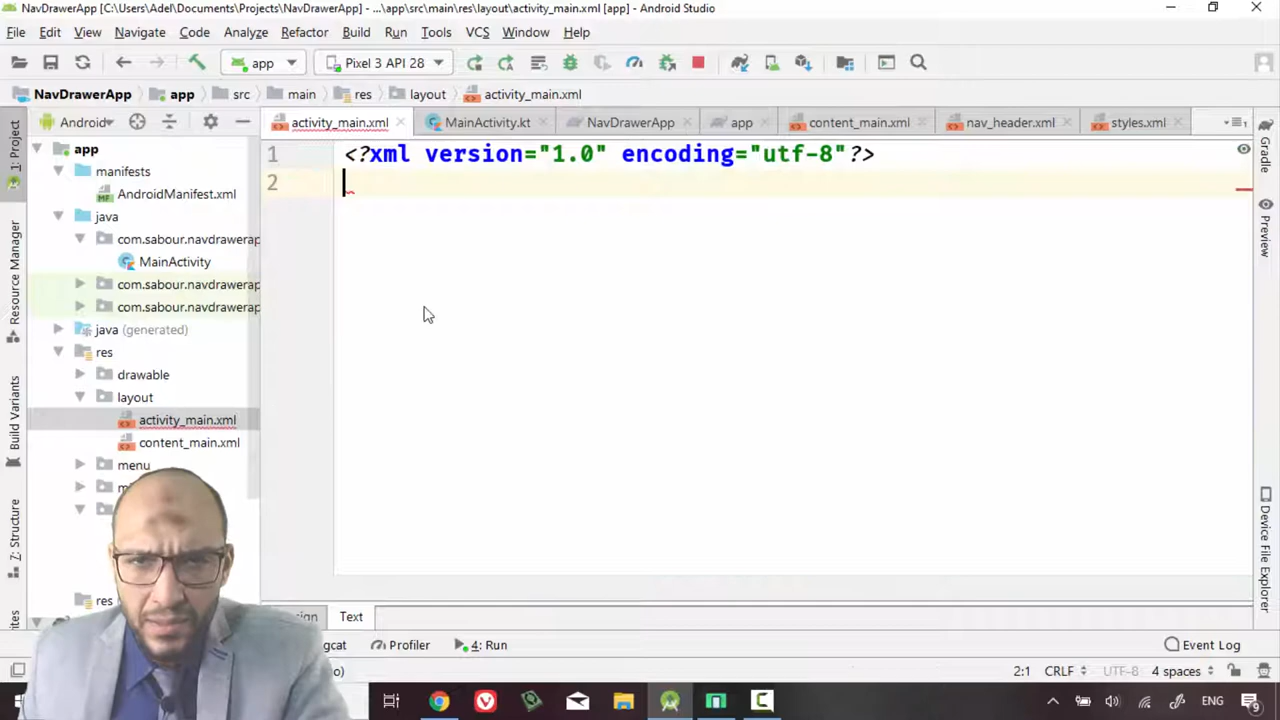 NavDrawerApp [C:\Users\Adel\Documents\Projects\NavDrawerApp] - ...\app\src\main\res\layout\activity_main.xml [app] - Android Studio
File Edit View Navigate Code Analyze Refactor Build Run Tools VCS Window Help
app Pixel 3 API 28
NavDrawerApp app src main res layout activity_main.xml
1: Project
Resource Manager
Build Variants
7: Structure
Android
app
manifests
AndroidManifest.xml
java
com.sabour.navdrawerap
MainActivity
com.sabour.navdrawerap
com.sabour.navdrawerap
java (generated)
res
drawable
layout
activity_main.xml
content_main.xml
menu
res
activity_main.xml MainActivity.kt NavDrawerApp app content_main.xml nav_header.xml styles.xml
1 <?xml version="1.0" encoding="utf-8"?>
2
Gradle
Preview
Device File Explorer
Text
Profiler 4: Run Event Log
2:1 CRLF UTF-8 4 spaces
ENG
9